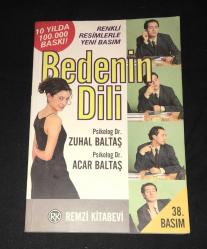 10 YILDA
100.000
BASKI!
RENKLİ
RESİMLERLE
YENİ BASIM
Bedenin
Dili
Psikolog Dr.
ZUHAL BALTAŞ
Psikolog Dr.
ACAR BALTAŞ
38.
BASIM
RK
REMZİ KİTABEVİ